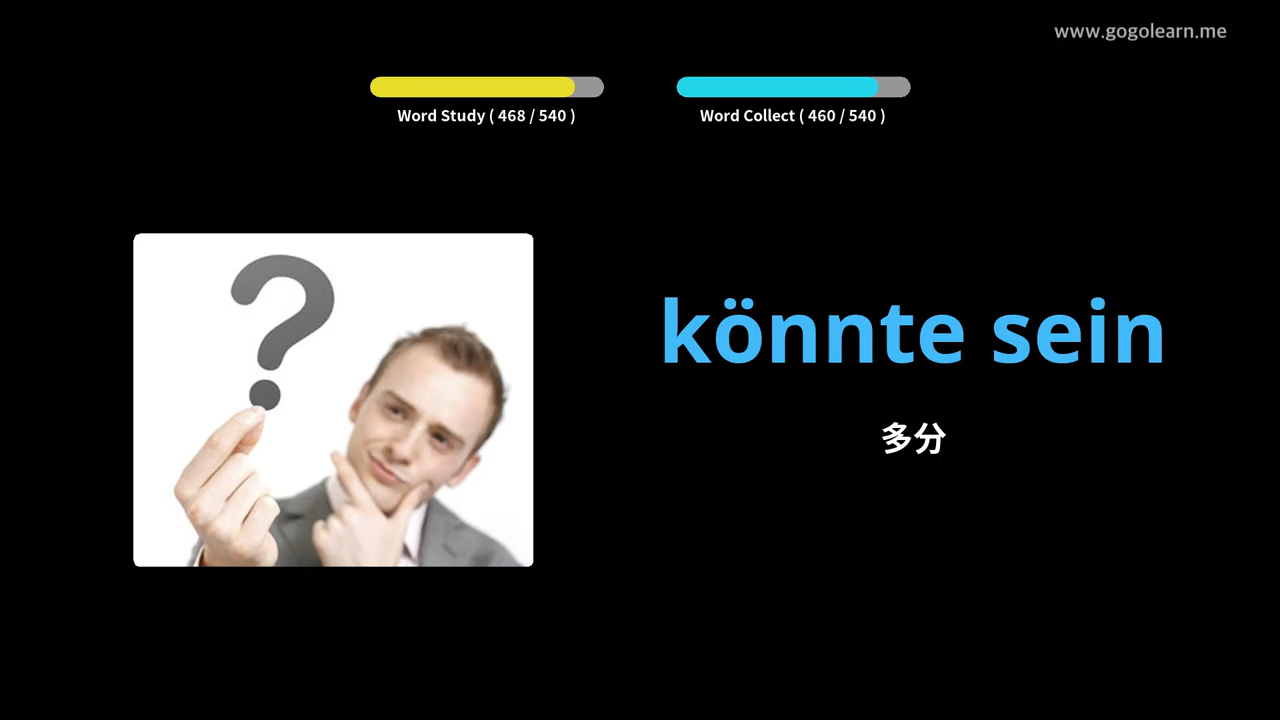 www.gogolearn.me
Word Study ( 468 / 540 )
Word Collect ( 460 / 540 )
?
könnte sein
多分